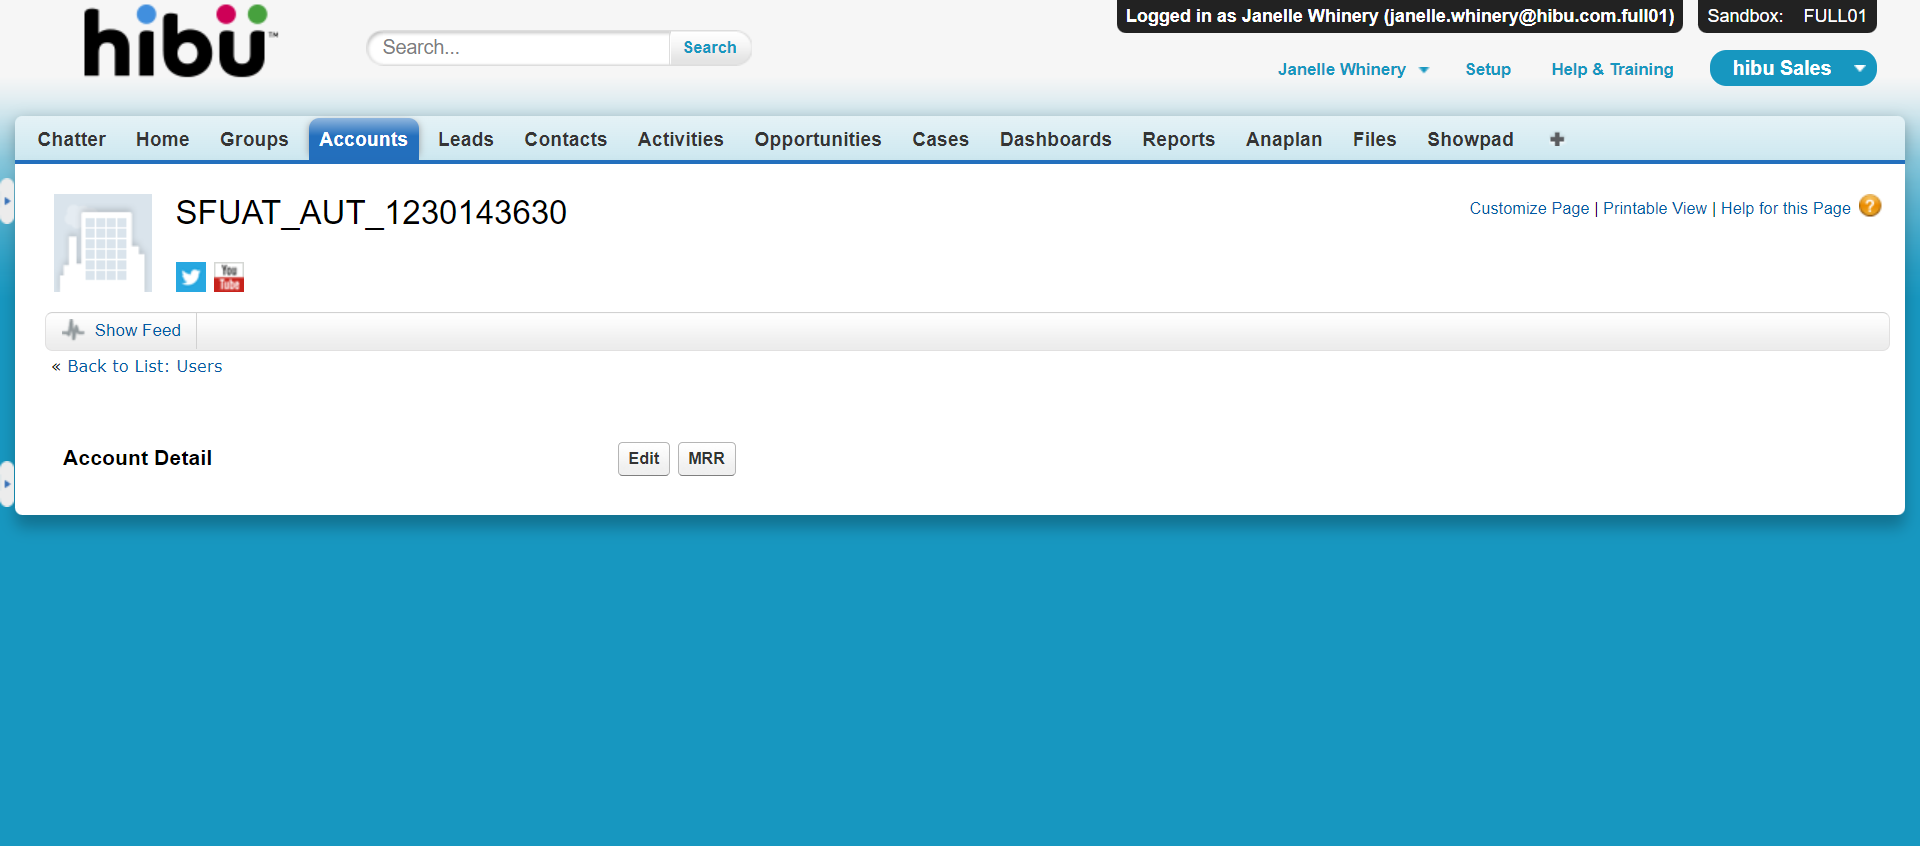 hibu™
Search...
Search
Logged in as Janelle Whinery (janelle.whinery@hibu.com.full01)
Sandbox: FULL01
Janelle Whinery
Setup
Help & Training
hibu Sales
Chatter Home Groups Accounts Leads Contacts Activities Opportunities Cases Dashboards Reports Anaplan Files Showpad
SFUAT_AUT_1230143630
Customize Page | Printable View | Help for this Page ?
You
Tube
Show Feed
« Back to List: Users
Account Detail
Edit
MRR